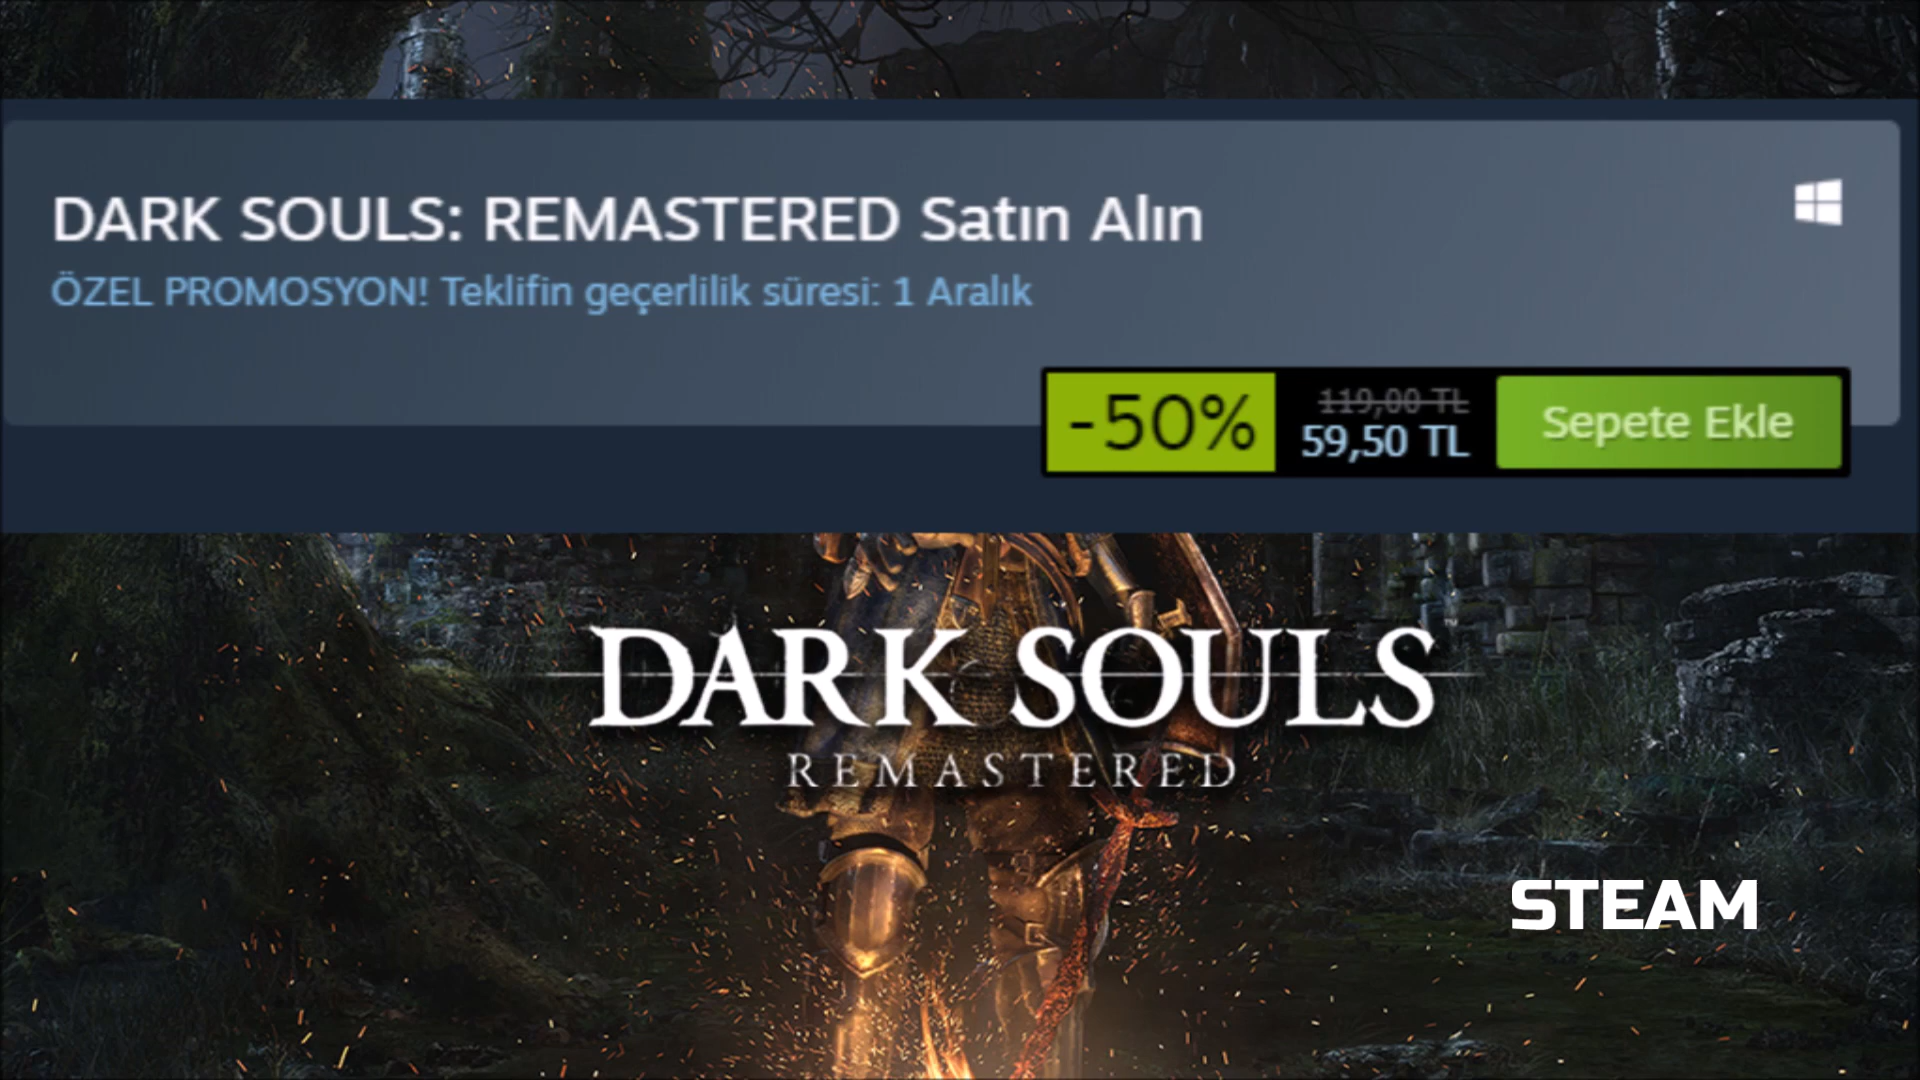 DARK SOULS: REMASTERED Satın Alın
ÖZEL PROMOSYON! Teklifin geçerlilik süresi: 1 Aralık
-50%
119,00 TL
59,50 TL
Sepete Ekle
DARK SOULS™
REMASTERED
STEAM